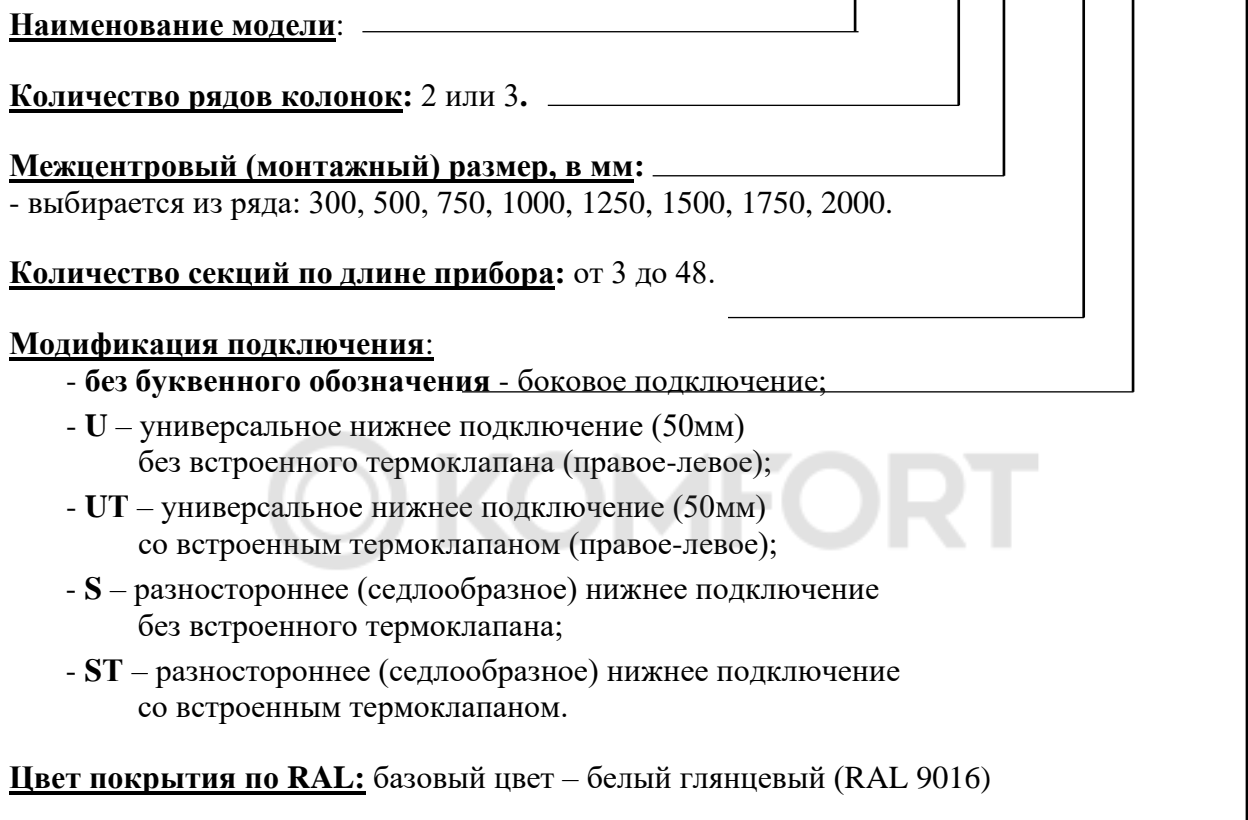 Наименование модели:
Количество рядов колонок: 2 или 3.
Межцентровый (монтажный) размер, в мм:
- выбирается из ряда: 300, 500, 750, 1000, 1250, 1500, 1750, 2000.
Количество секций по длине прибора: от 3 до 48.
Модификация подключения:
- без буквенного обозначения - боковое подключение;
- U – универсальное нижнее подключение (50мм)
без встроенного термоклапана (правое-левое);
- UT – универсальное нижнее подключение (50мм)
со встроенным термоклапаном (правое-левое);
- S – разностороннее (седлообразное) нижнее подключение
без встроенного термоклапана;
- ST – разностороннее (седлообразное) нижнее подключение
со встроенным термоклапаном.
Цвет покрытия по RAL: базовый цвет – белый глянцевый (RAL 9016)
KOMFORT